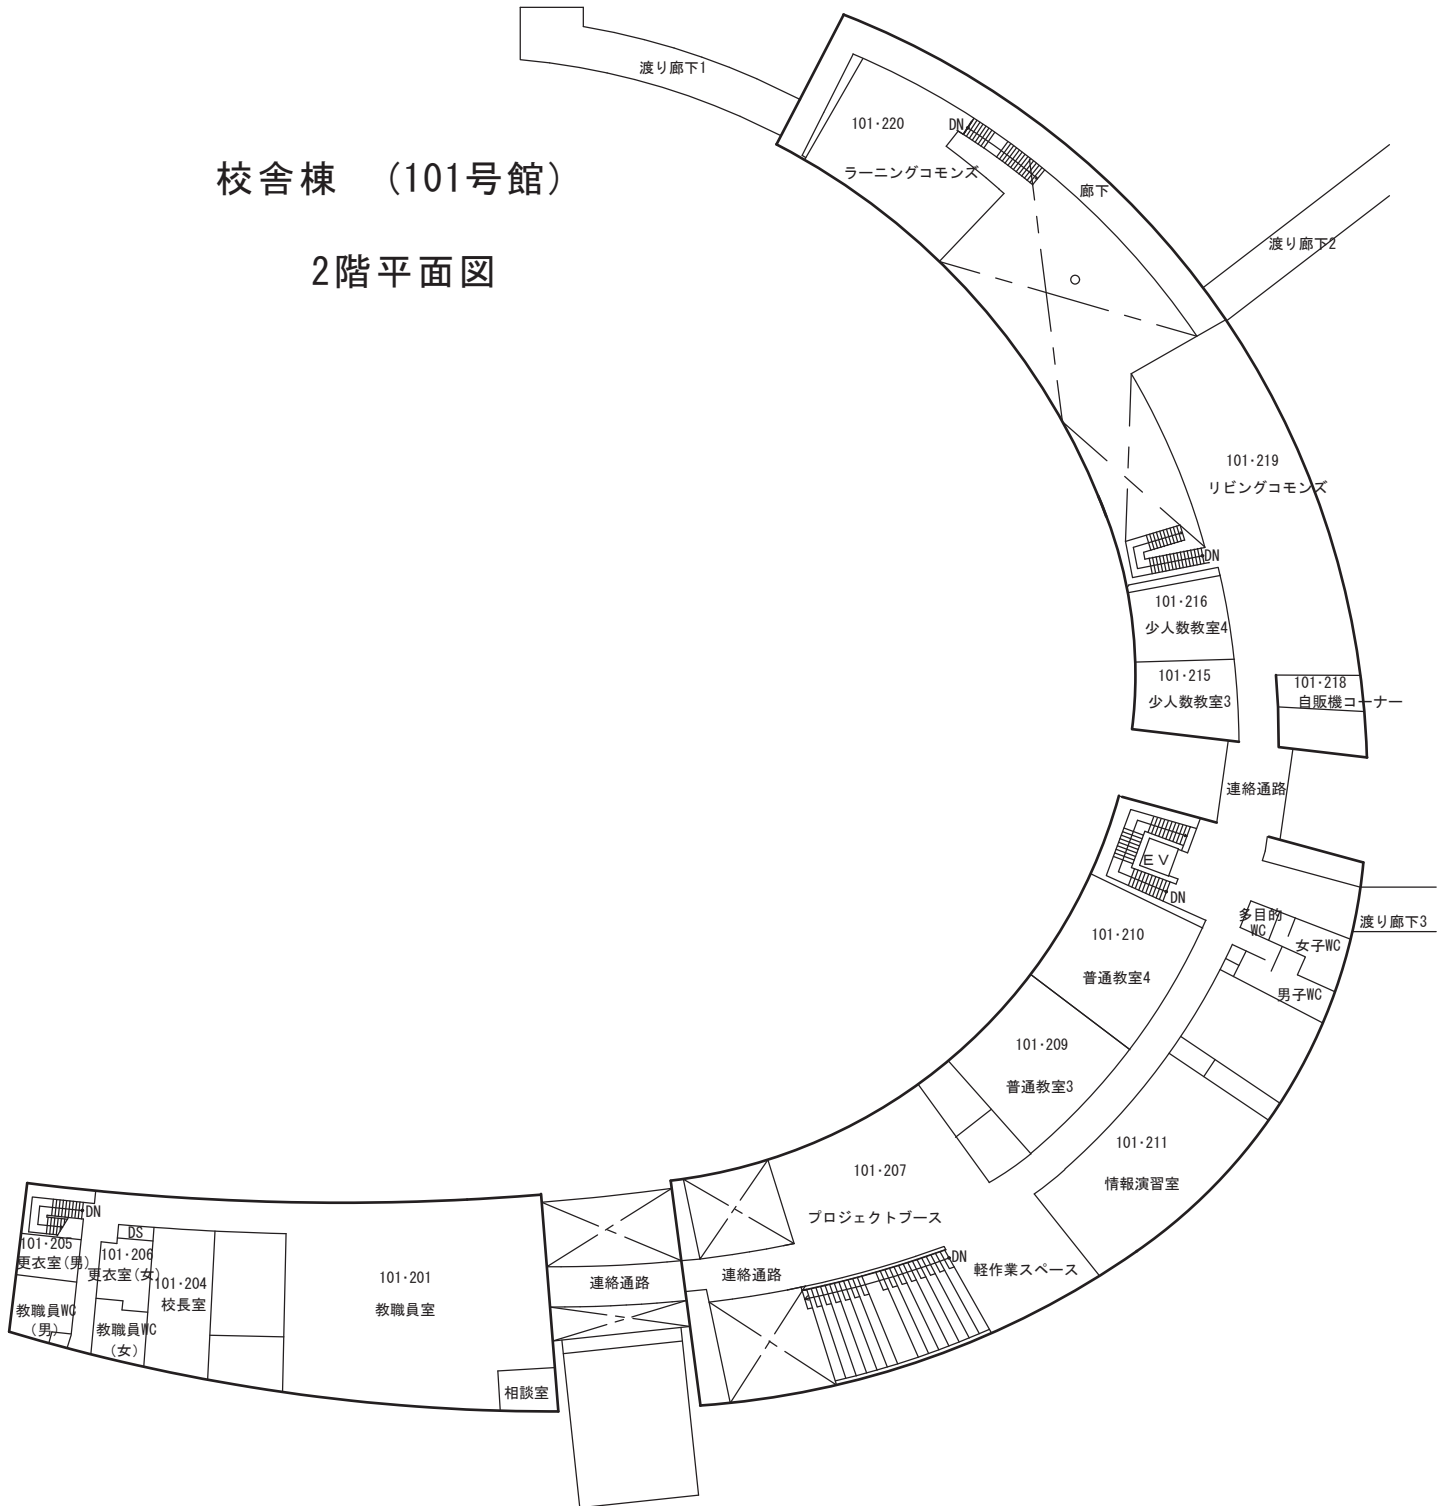 渡り廊下1
校舎棟 (101号館)
2階平面図
101・220
ラーニングコモンズ
DN
廊下
渡り廊下2
101・219
リビングコモンズ
DN
101・216
少人数教室4
101・215
少人数教室3
101・218
自販機コーナー
連絡通路
EV
DN
多目的
WC
女子WC
渡り廊下3
男子WC
101・210
普通教室4
101・209
普通教室3
101・211
情報演習室
101・207
プロジェクトブース
DN
軽作業スペース
連絡通路
連絡通路
DN
101・205
更衣室(男)
DS
101・206
更衣室(女)
101・204
校長室
101・201
教職員室
教職員WC
(男)
教職員WC
(女)
相談室